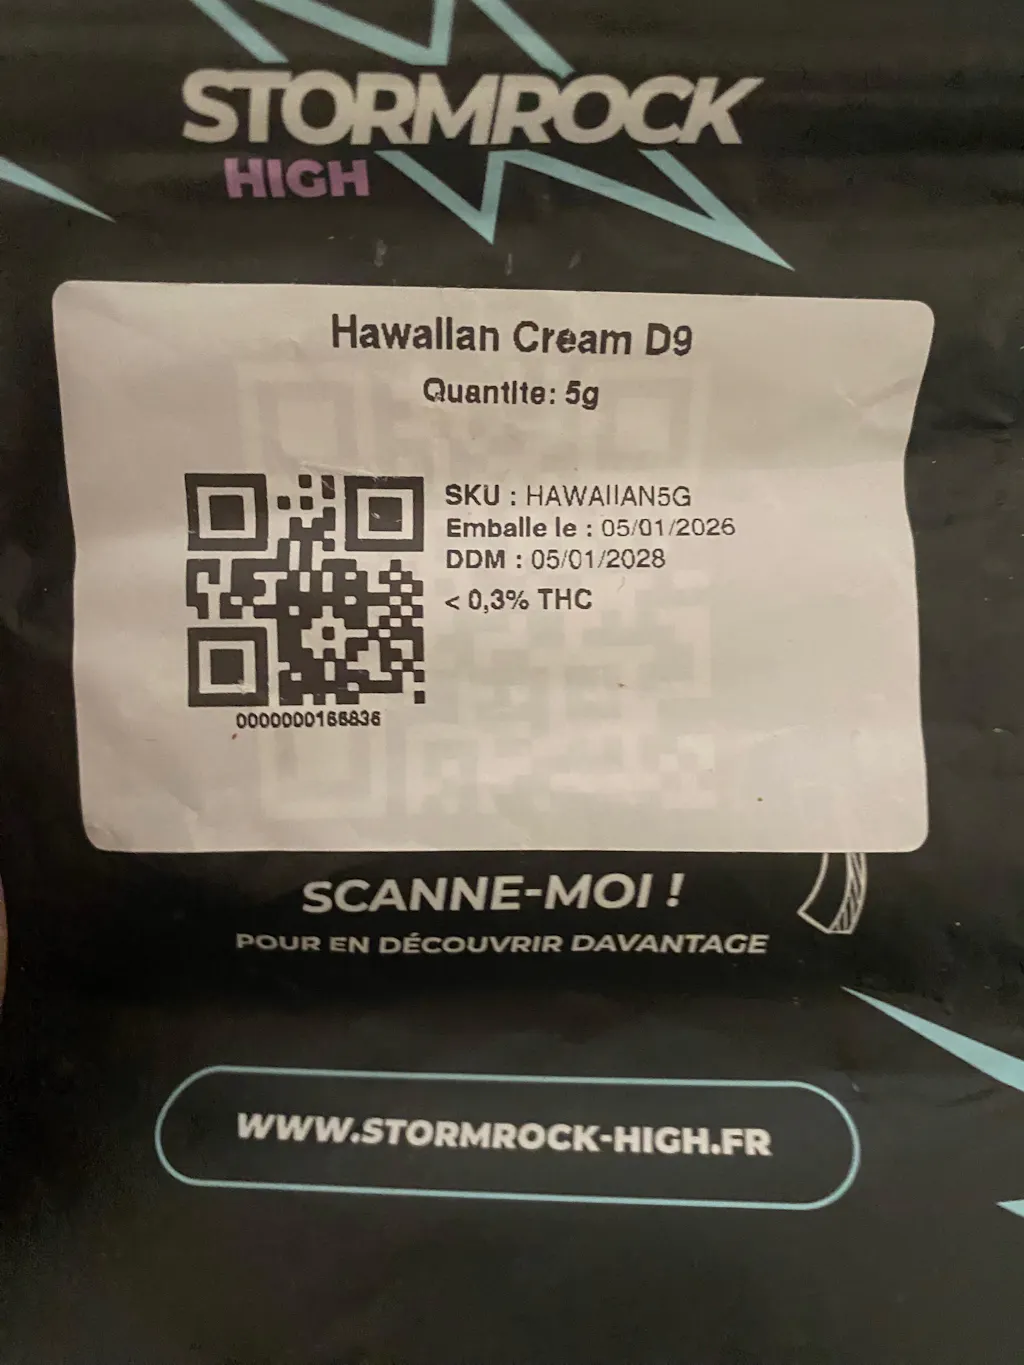 STORMROCK
HIGH
Hawaiian Cream D9
Quantite: 5g
SKU : HAWAIIAN5G
Emballe le : 05/01/2026
DDM : 05/01/2028
< 0,3% THC
0000000166836
SCANNE-MOI !
POUR EN DÉCOUVRIR DAVANTAGE
WWW.STORMROCK-HIGH.FR